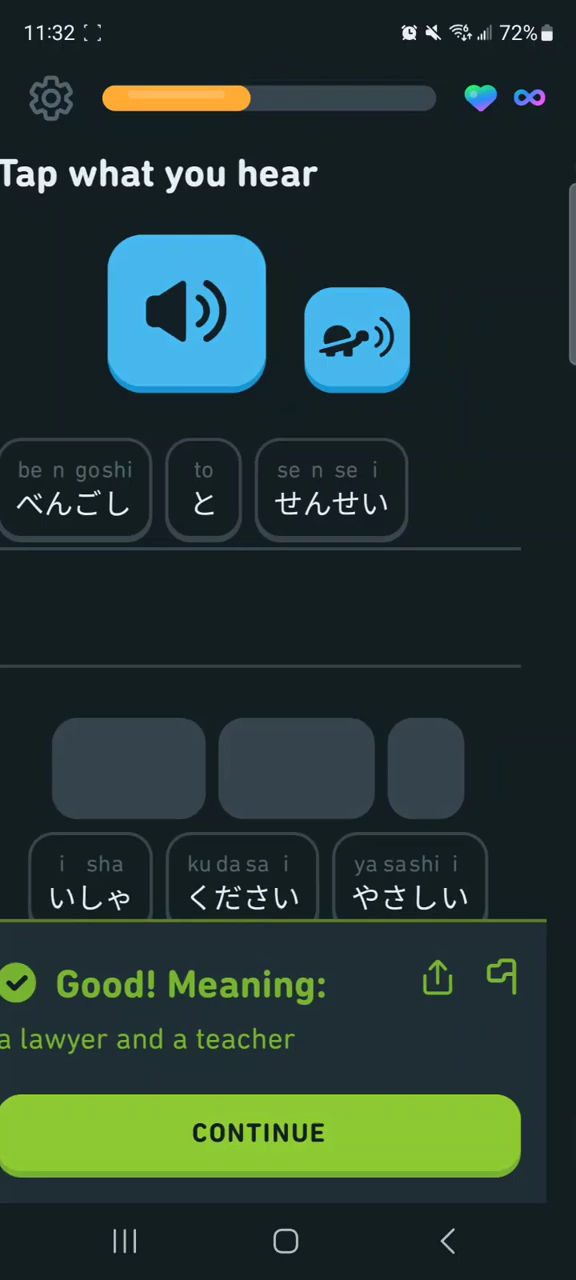 11:32 72%
Tap what you hear
be n go shi to se n se i
べんごし と せんせい
i sha ku da sa i ya sa shi i
いしゃ ください やさしい
Good! Meaning:
a lawyer and a teacher
CONTINUE